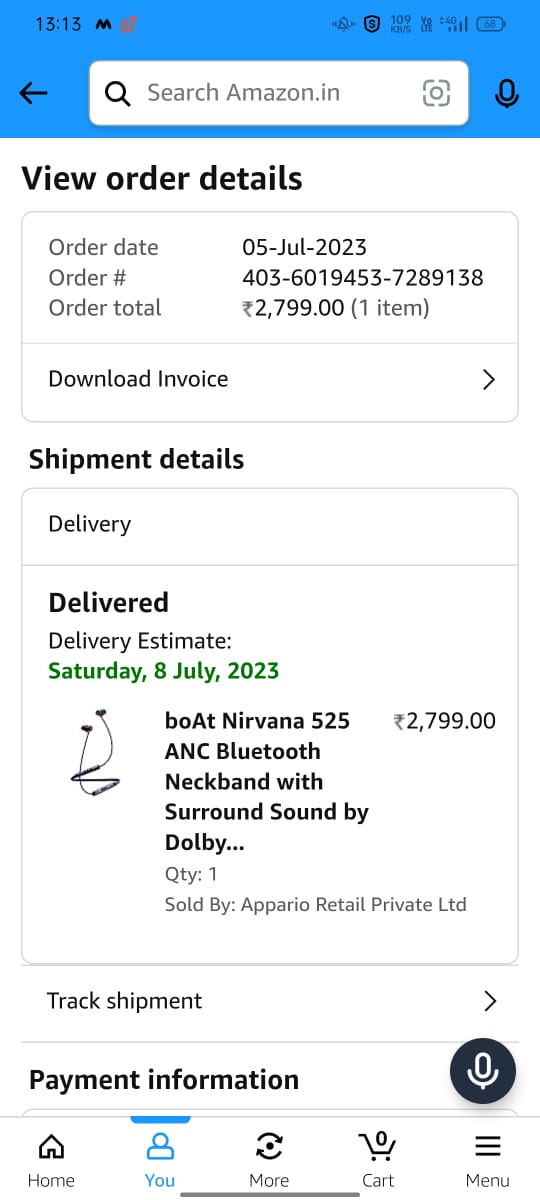 13:13 109 KB/S Vo LTE 4G 68
Search Amazon.in
View order details
Order date 05-Jul-2023
Order # 403-6019453-7289138
Order total ₹2,799.00 (1 item)
Download Invoice
Shipment details
Delivery
Delivered
Delivery Estimate:
Saturday, 8 July, 2023
boAt Nirvana 525 ₹2,799.00
ANC Bluetooth
Neckband with
Surround Sound by
Dolby...
Qty: 1
Sold By: Appario Retail Private Ltd
Track shipment
Payment information
0
Home You More Cart Menu